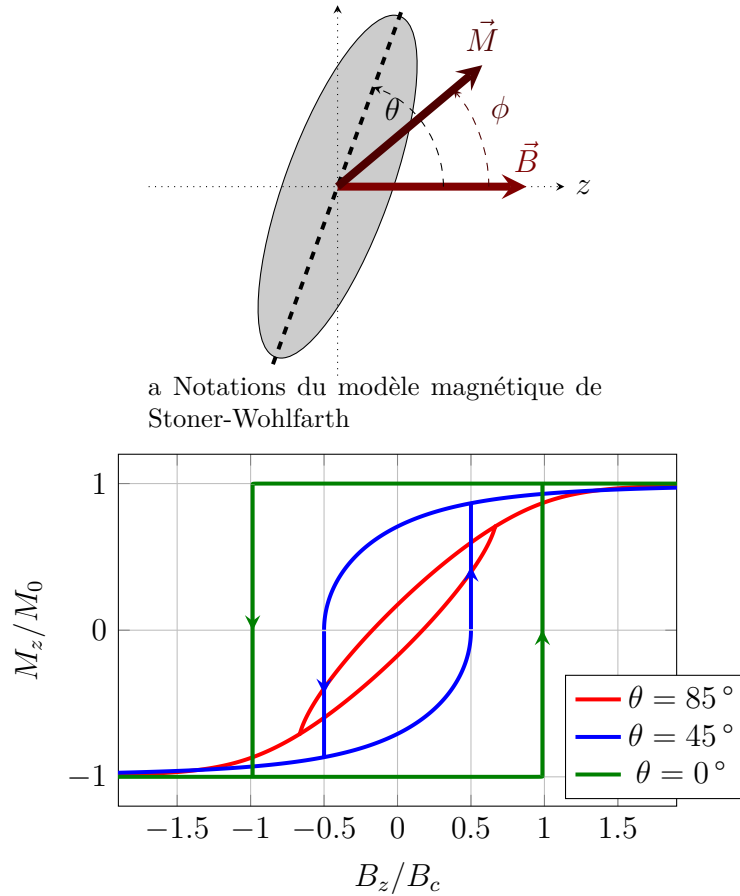 M⃗
θ
ϕ
B⃗
z
a Notations du modèle magnétique de
Stoner-Wohlfarth
1
0
−1
M_z/M_0
θ = 85°
θ = 45°
θ = 0°
−1.5 −1 −0.5 0 0.5 1 1.5
B_z/B_c